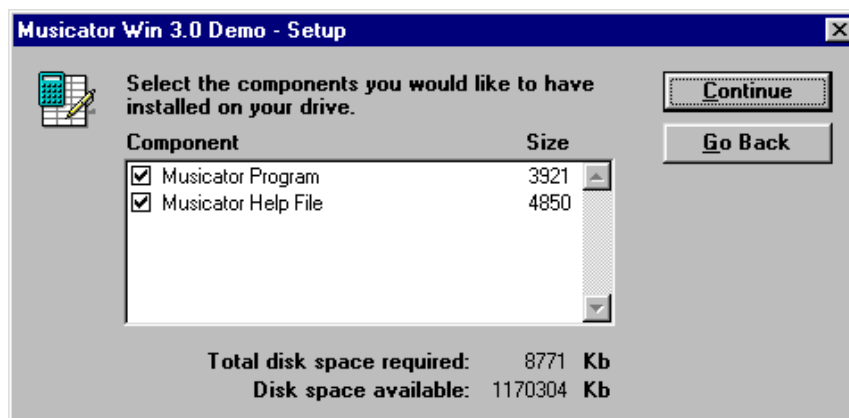 Musicator Win 3.0 Demo - Setup
Select the components you would like to have
installed on your drive.
Continue
Go Back
Component Size
Musicator Program 3921
Musicator Help File 4850
Total disk space required: 8771 Kb
Disk space available: 1170304 Kb